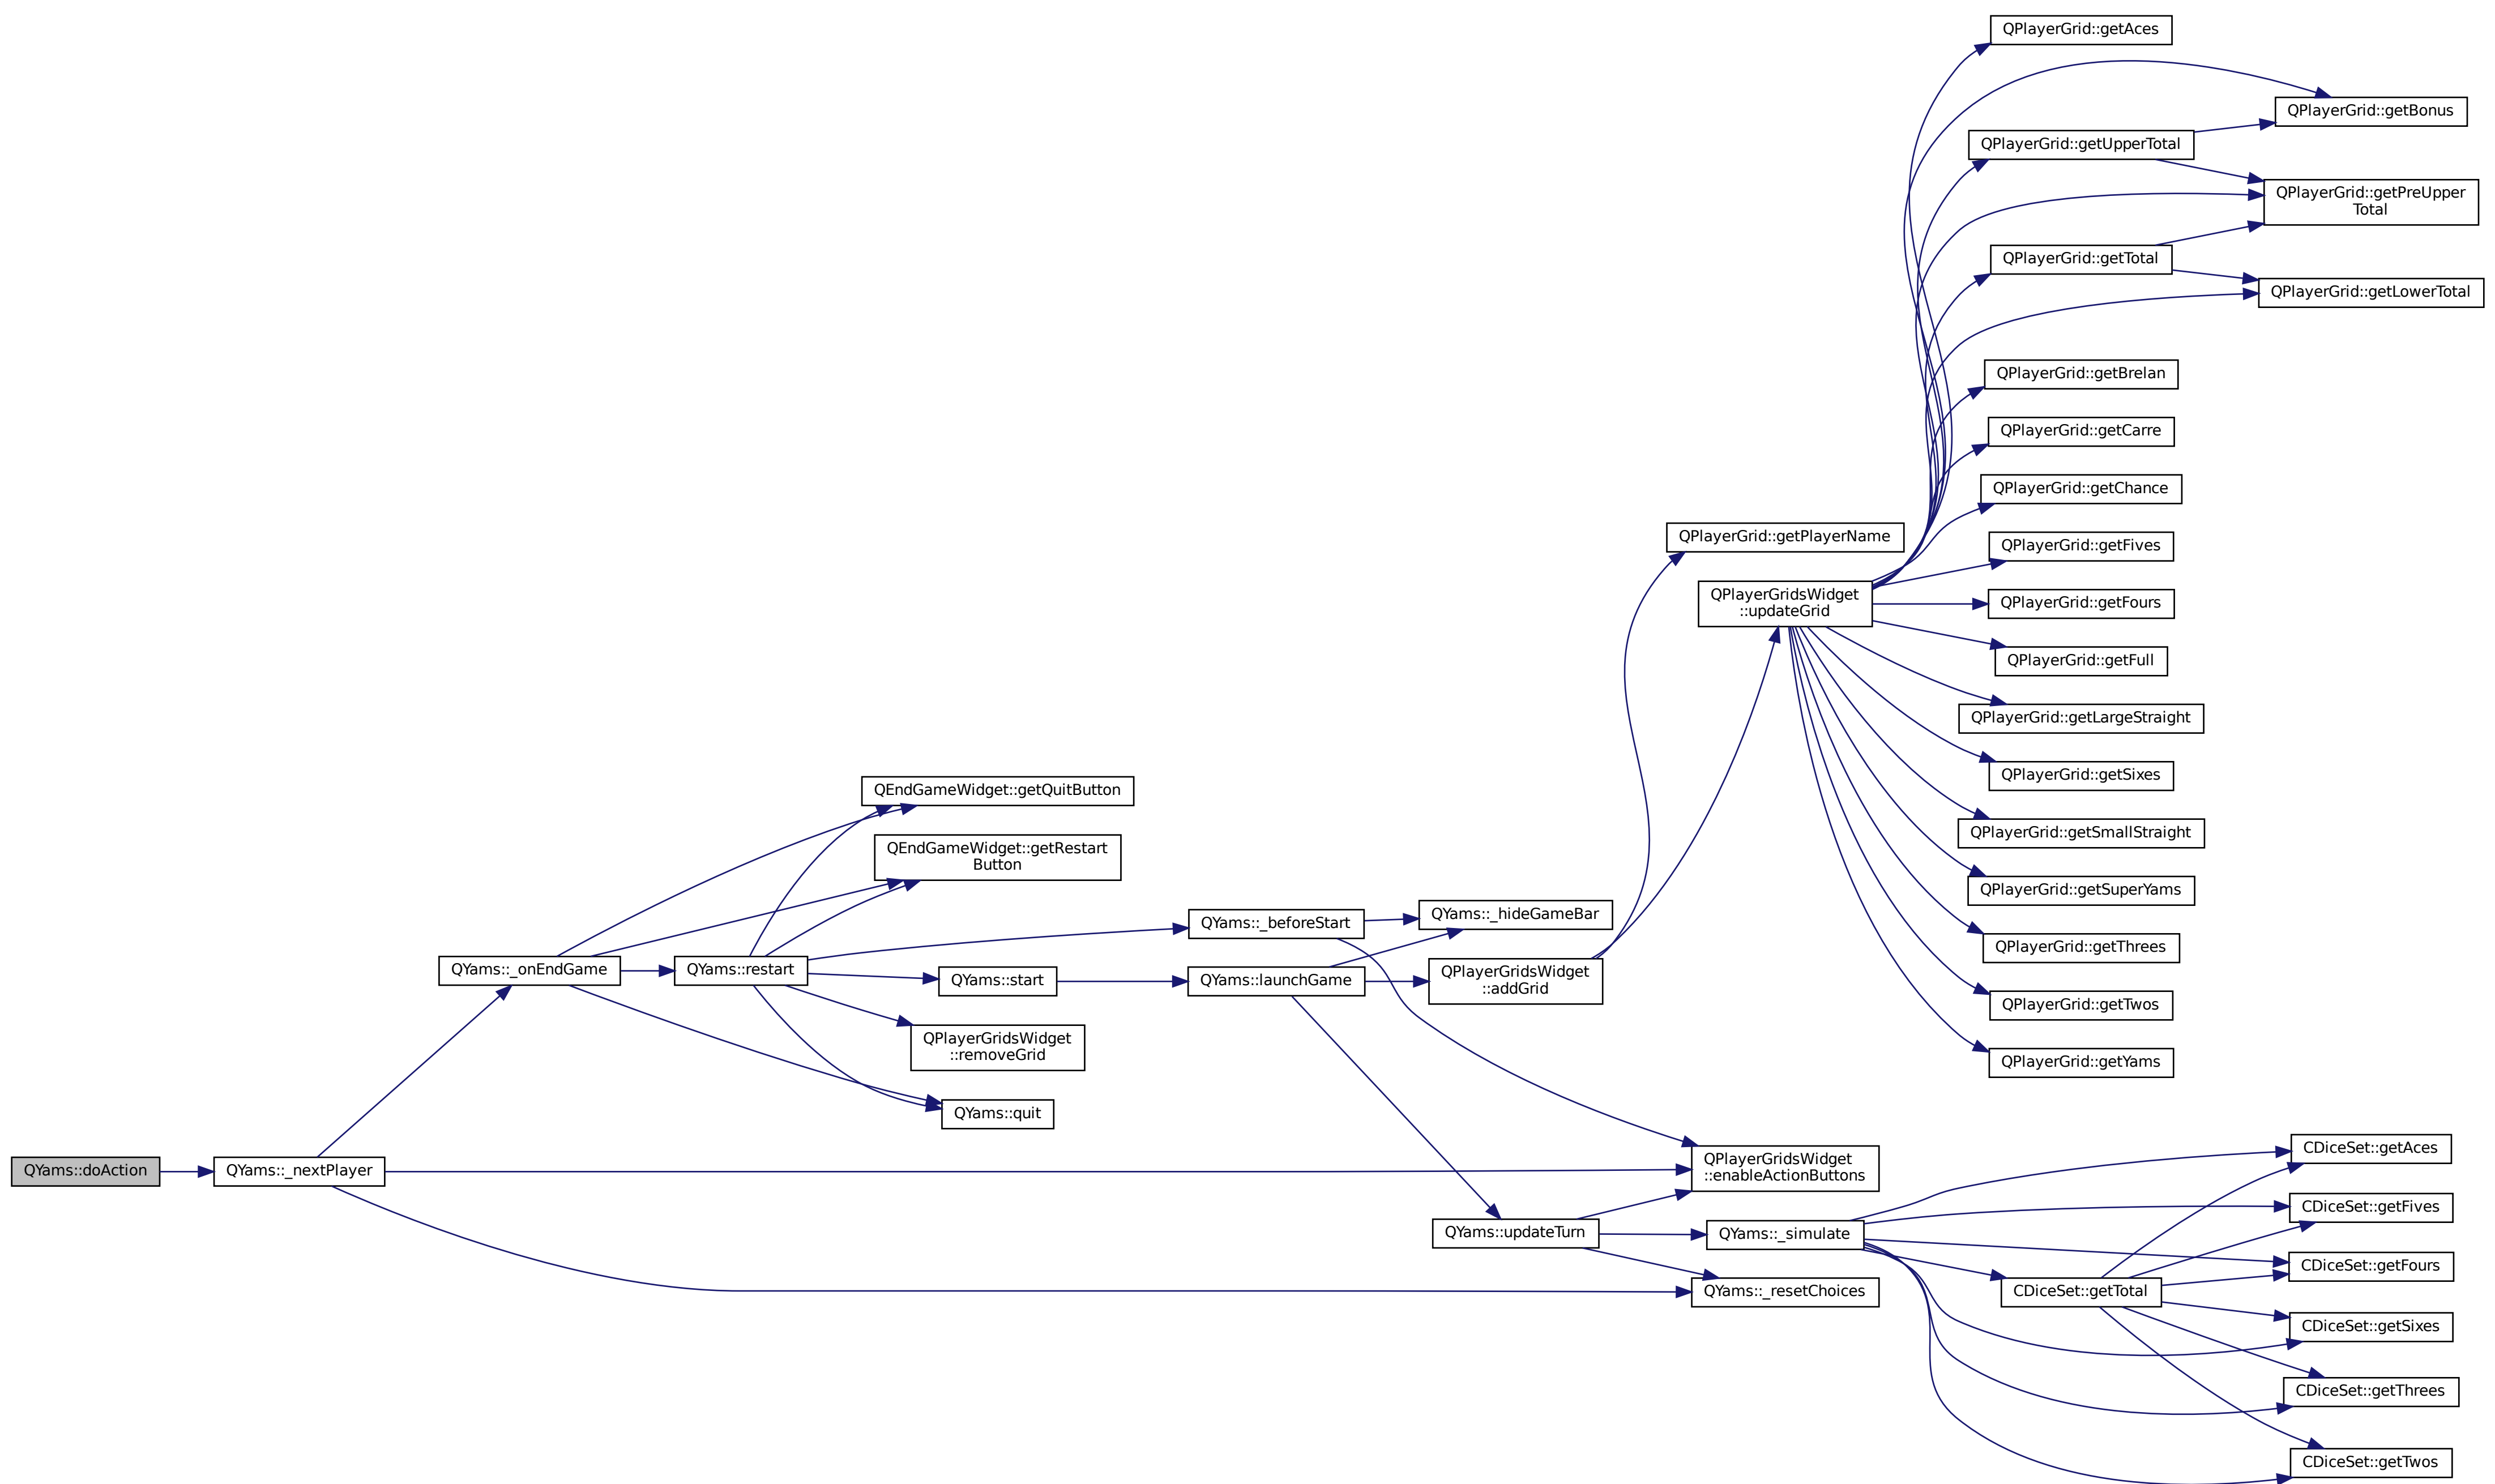 QPlayerGrid::getAces
QPlayerGrid::getBonus
QPlayerGrid::getUpperTotal
QPlayerGrid::getPreUpper
Total
QPlayerGrid::getTotal
QPlayerGrid::getLowerTotal
QPlayerGrid::getBrelan
QPlayerGrid::getCarre
QPlayerGrid::getChance
QPlayerGrid::getPlayerName
QPlayerGrid::getFives
QPlayerGridsWidget
::updateGrid
QPlayerGrid::getFours
QPlayerGrid::getFull
QPlayerGrid::getLargeStraight
QPlayerGrid::getSixes
QEndGameWidget::getQuitButton
QPlayerGrid::getSmallStraight
QEndGameWidget::getRestart
Button
QPlayerGrid::getSuperYams
QYams::_beforeStart
QYams::_hideGameBar
QPlayerGrid::getThrees
QYams::_onEndGame
QYams::restart
QYams::start
QYams::launchGame
QPlayerGridsWidget
::addGrid
QPlayerGrid::getTwos
QPlayerGridsWidget
::removeGrid
QPlayerGrid::getYams
QYams::quit
QYams::doAction
QYams::_nextPlayer
QPlayerGridsWidget
::enableActionButtons
CDiceSet::getAces
CDiceSet::getFives
QYams::updateTurn
QYams::_simulate
CDiceSet::getFours
QYams::_resetChoices
CDiceSet::getTotal
CDiceSet::getSixes
CDiceSet::getThrees
CDiceSet::getTwos